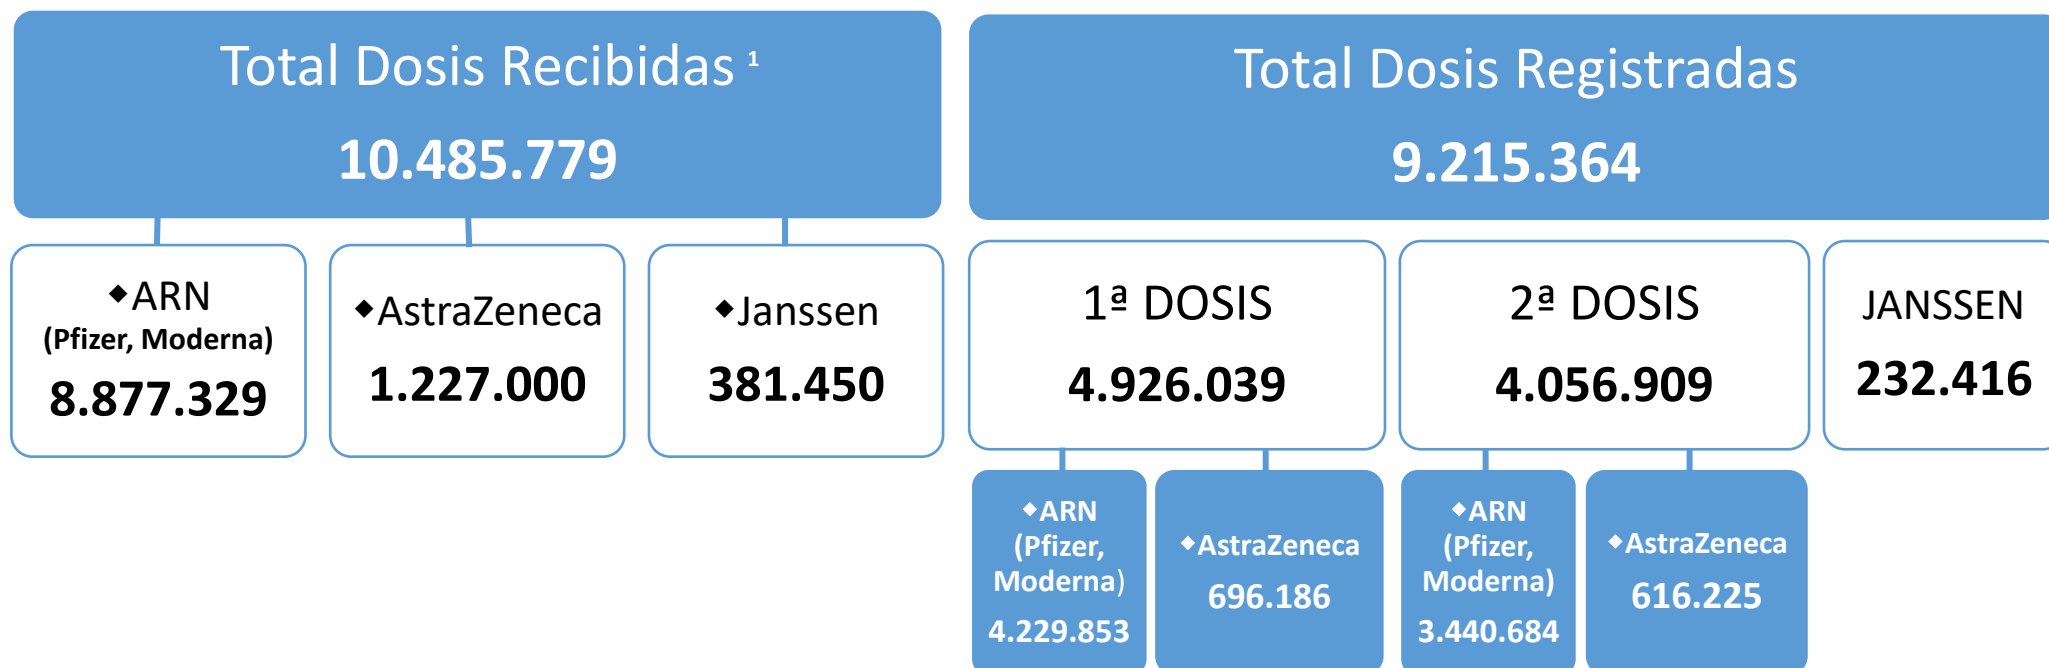 Total Dosis Recibidas ¹
10.485.779
◆ARN
(Pfizer, Moderna)
8.877.329
◆AstraZeneca
1.227.000
◆Janssen
381.450
Total Dosis Registradas
9.215.364
1ª DOSIS
4.926.039
◆ARN
(Pfizer,
Moderna)
4.229.853
◆AstraZeneca
696.186
2ª DOSIS
4.056.909
◆ARN
(Pfizer,
Moderna)
3.440.684
◆AstraZeneca
616.225
JANSSEN
232.416